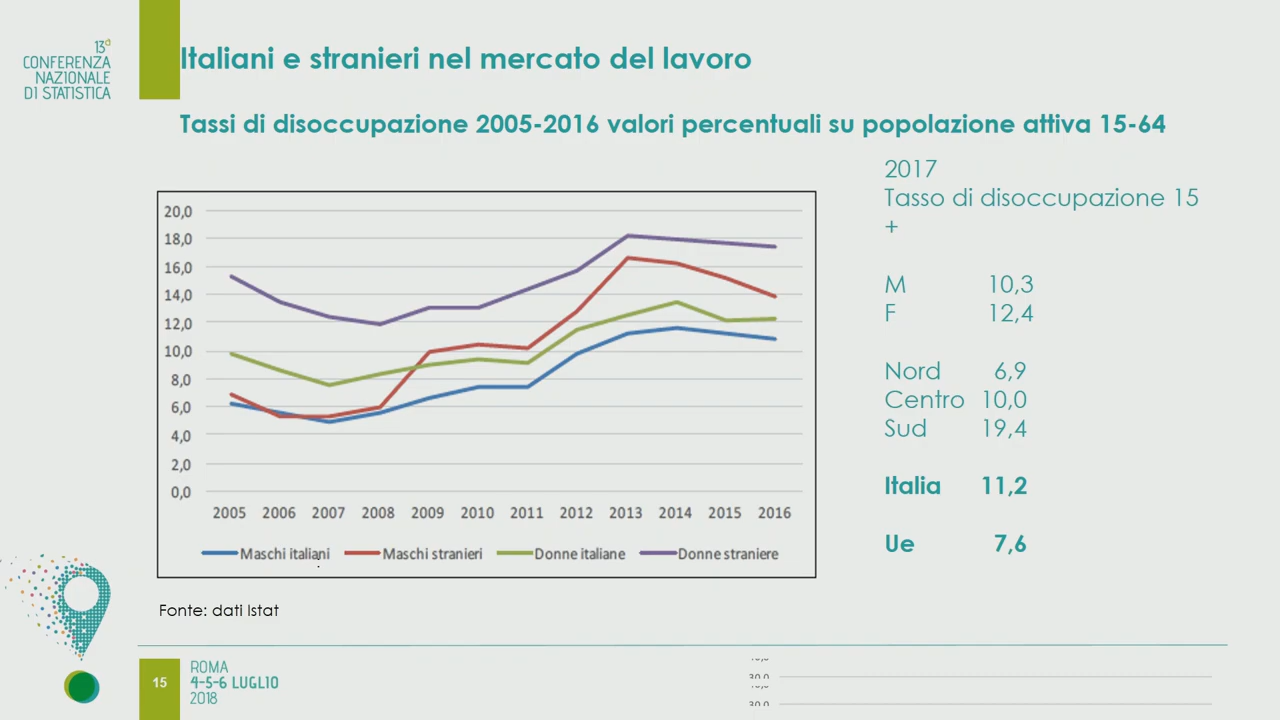 13a
CONFERENZA
NAZIONALE
DI STATISTICA
Italiani e stranieri nel mercato del lavoro
Tassi di disoccupazione 2005-2016 valori percentuali su popolazione attiva 15-64
20,0
18,0
16,0
14,0
12,0
10,0
8,0
6,0
4,0
2,0
0,0
2005 2006 2007 2008 2009 2010 2011 2012 2013 2014 2015 2016
Maschi italiani Maschi stranieri Donne italiane Donne straniere
2017
Tasso di disoccupazione 15
+
M 10,3
F 12,4
Nord 6,9
Centro 10,0
Sud 19,4
Italia 11,2
Ue 7,6
Fonte: dati Istat
15
ROMA
4-5-6 LUGLIO
2018